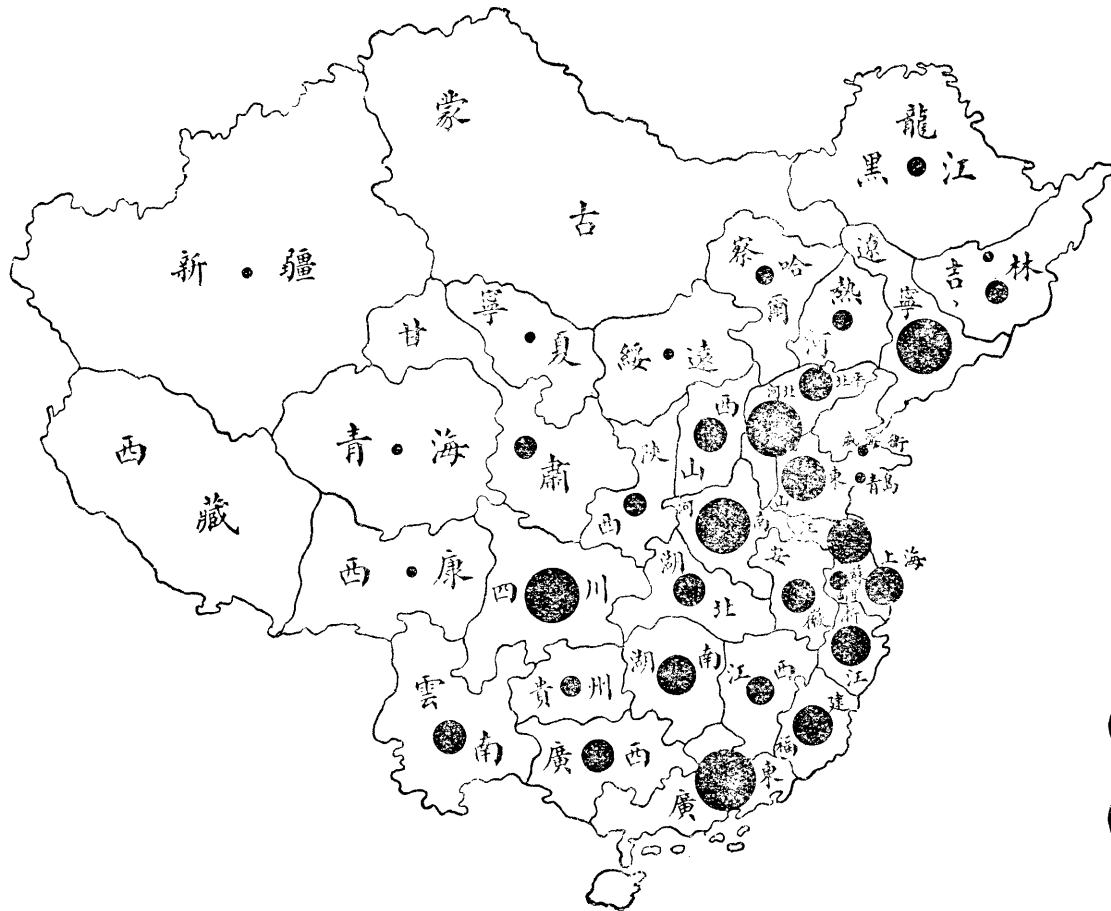 蒙古
黑龍江
新疆
察哈爾
遼寧
吉林
熱河
甘肅
寧夏
綏遠
河北
北平
西藏
青海
山西
陝西
山東
青島
河南
西康
四川
湖北
安徽
上海
浙江
雲南
貴州
湖南
江西
福建
廣西
廣東